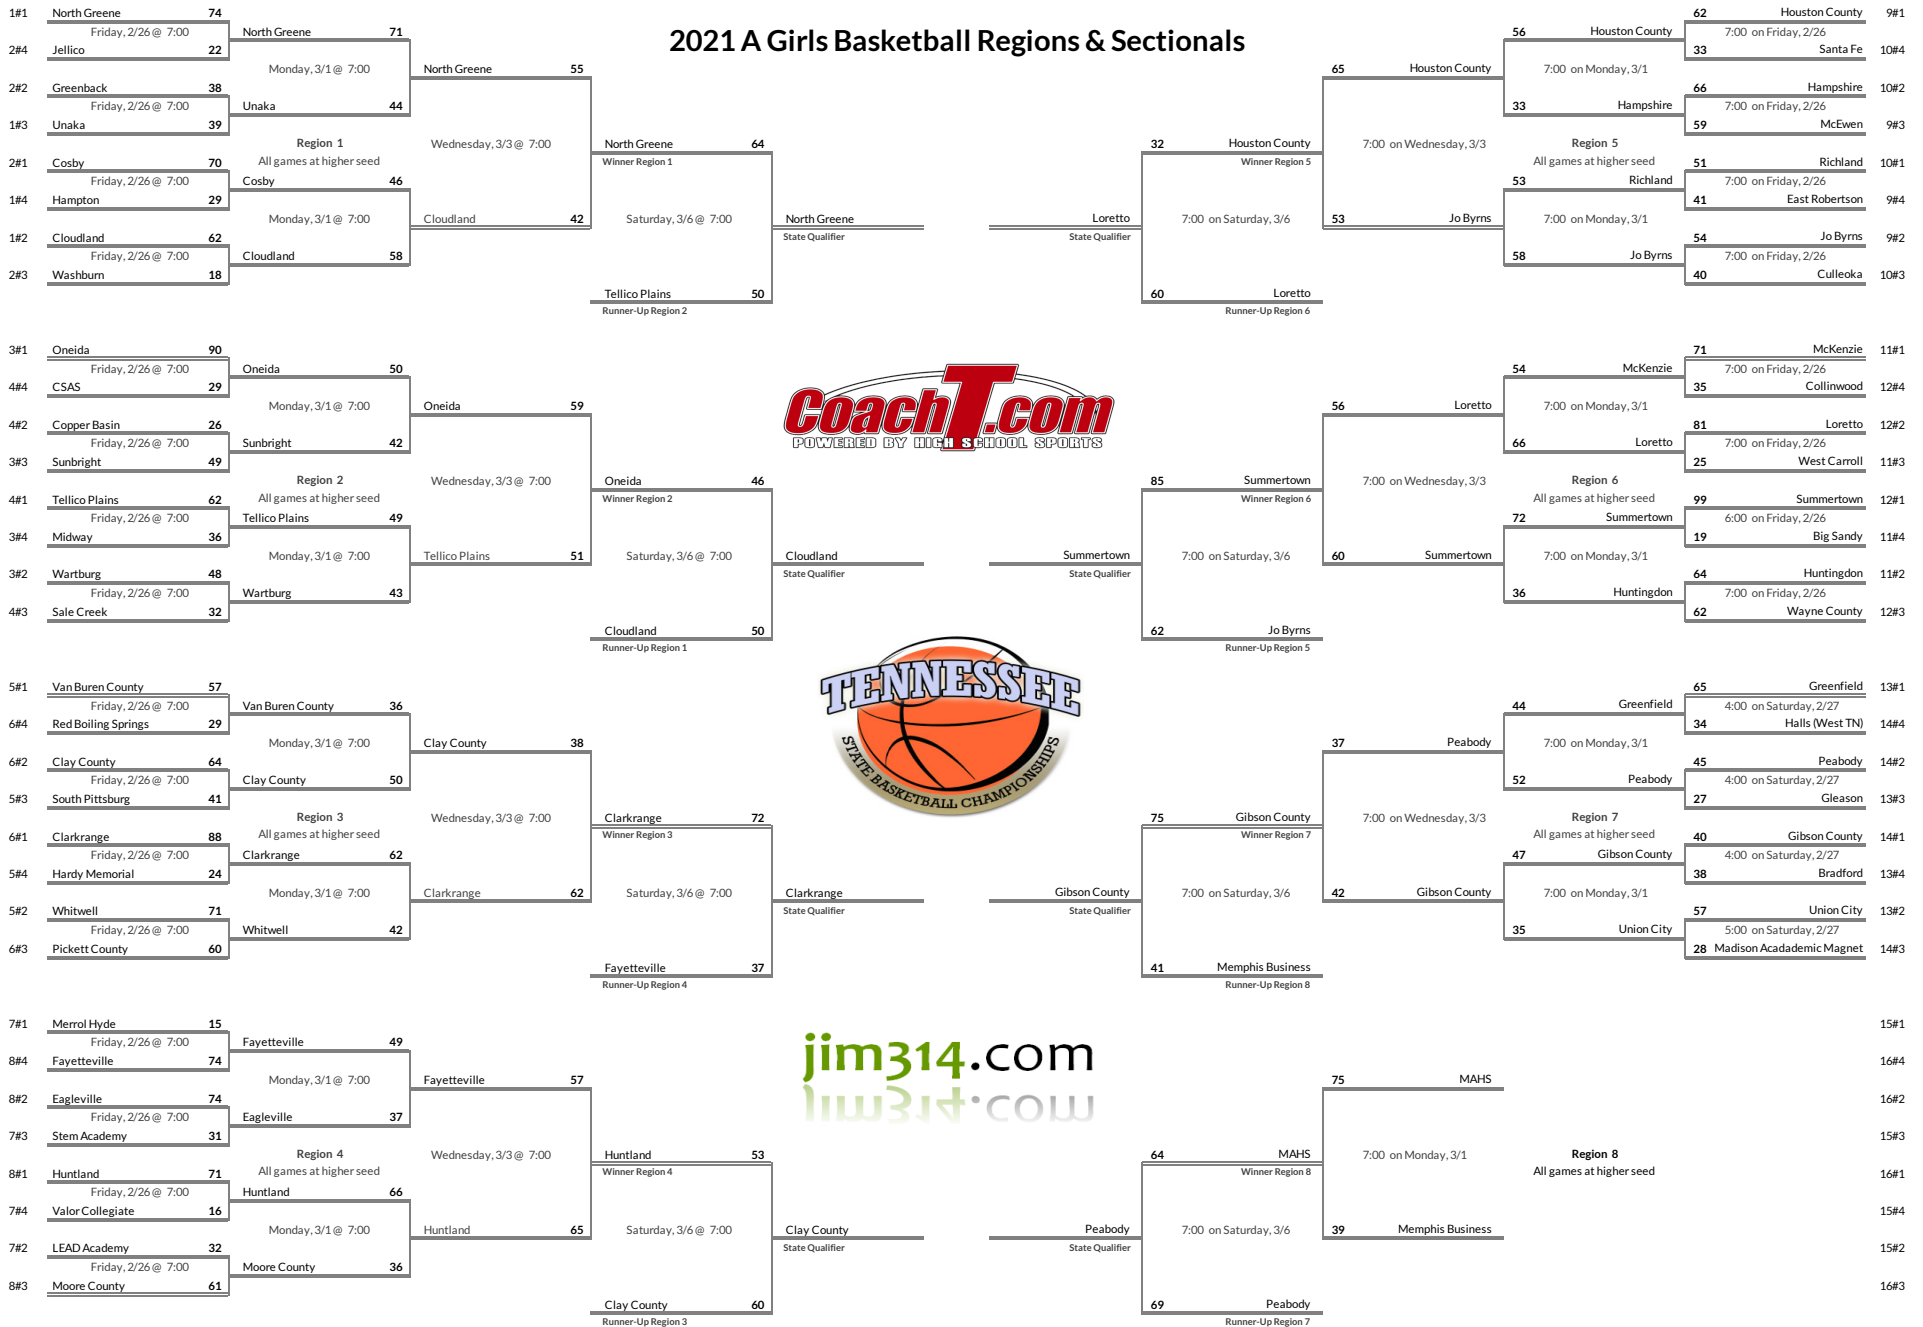 2021 A Girls Basketball Regions & Sectionals
1#1 North Greene 74
Friday, 2/26 @ 7:00
2#4 Jellico 22
2#2 Greenback 38
Friday, 2/26 @ 7:00
1#3 Unaka 39
2#1 Cosby 70
Friday, 2/26 @ 7:00
1#4 Hampton 29
1#2 Cloudland 62
Friday, 2/26 @ 7:00
2#3 Washburn 18
North Greene 71
Monday, 3/1 @ 7:00
Unaka 44
Region 1
All games at higher seed
Cosby 46
Monday, 3/1 @ 7:00
Cloudland 58
North Greene 55
Wednesday, 3/3 @ 7:00
Cloudland 42
North Greene 64
Winner Region 1
Saturday, 3/6 @ 7:00
Tellico Plains 50
Runner-Up Region 2
North Greene
State Qualifier
3#1 Oneida 90
Friday, 2/26 @ 7:00
4#4 CSAS 29
4#2 Copper Basin 26
Friday, 2/26 @ 7:00
3#3 Sunbright 49
4#1 Tellico Plains 62
Friday, 2/26 @ 7:00
3#4 Midway 36
3#2 Wartburg 48
Friday, 2/26 @ 7:00
4#3 Sale Creek 32
Oneida 50
Monday, 3/1 @ 7:00
Sunbright 42
Region 2
All games at higher seed
Tellico Plains 49
Monday, 3/1 @ 7:00
Wartburg 43
Oneida 59
Wednesday, 3/3 @ 7:00
Tellico Plains 51
Oneida 46
Winner Region 2
Saturday, 3/6 @ 7:00
Cloudland 50
Runner-Up Region 1
Cloudland
State Qualifier
5#1 Van Buren County 57
Friday, 2/26 @ 7:00
6#4 Red Boiling Springs 29
6#2 Clay County 64
Friday, 2/26 @ 7:00
5#3 South Pittsburg 41
6#1 Clarkrange 88
Friday, 2/26 @ 7:00
5#4 Hardy Memorial 24
5#2 Whitwell 71
Friday, 2/26 @ 7:00
6#3 Pickett County 60
Van Buren County 36
Monday, 3/1 @ 7:00
Clay County 50
Region 3
All games at higher seed
Clarkrange 62
Monday, 3/1 @ 7:00
Whitwell 42
Clay County 38
Wednesday, 3/3 @ 7:00
Clarkrange 62
Clarkrange 72
Winner Region 3
Saturday, 3/6 @ 7:00
Fayetteville 37
Runner-Up Region 4
Clarkrange
State Qualifier
7#1 Merrol Hyde 15
Friday, 2/26 @ 7:00
8#4 Fayetteville 74
8#2 Eagleville 74
Friday, 2/26 @ 7:00
7#3 Stem Academy 31
8#1 Huntland 71
Friday, 2/26 @ 7:00
7#4 Valor Collegiate 16
7#2 LEAD Academy 32
Friday, 2/26 @ 7:00
8#3 Moore County 61
Fayetteville 49
Monday, 3/1 @ 7:00
Eagleville 37
Region 4
All games at higher seed
Huntland 66
Monday, 3/1 @ 7:00
Moore County 36
Fayetteville 57
Wednesday, 3/3 @ 7:00
Huntland 65
Huntland 53
Winner Region 4
Saturday, 3/6 @ 7:00
Clay County 60
Runner-Up Region 3
Clay County
State Qualifier
CoachT.com
POWERED BY HIGH SCHOOL SPORTS
TENNESSEE
STATE BASKETBALL CHAMPIONSHIPS
jim314.com
Loretto
State Qualifier
32 Houston County
Winner Region 5
7:00 on Saturday, 3/6
60 Loretto
Runner-Up Region 6
65 Houston County
7:00 on Wednesday, 3/3
53 Jo Byrns
56 Houston County
7:00 on Monday, 3/1
33 Hampshire
Region 5
All games at higher seed
53 Richland
7:00 on Monday, 3/1
58 Jo Byrns
62 Houston County 9#1
7:00 on Friday, 2/26
33 Santa Fe 10#4
66 Hampshire 10#2
7:00 on Friday, 2/26
59 McEwen 9#3
51 Richland 10#1
7:00 on Friday, 2/26
41 East Robertson 9#4
54 Jo Byrns 9#2
7:00 on Friday, 2/26
40 Culleoka 10#3
Summertown
State Qualifier
85 Summertown
Winner Region 6
7:00 on Saturday, 3/6
62 Jo Byrns
Runner-Up Region 5
56 Loretto
7:00 on Wednesday, 3/3
60 Summertown
54 McKenzie
7:00 on Monday, 3/1
66 Loretto
Region 6
All games at higher seed
72 Summertown
7:00 on Monday, 3/1
36 Huntingdon
71 McKenzie 11#1
7:00 on Friday, 2/26
35 Collinwood 12#4
81 Loretto 12#2
7:00 on Friday, 2/26
25 West Carroll 11#3
99 Summertown 12#1
6:00 on Friday, 2/26
19 Big Sandy 11#4
64 Huntingdon 11#2
7:00 on Friday, 2/26
62 Wayne County 12#3
Gibson County
State Qualifier
75 Gibson County
Winner Region 7
7:00 on Saturday, 3/6
41 Memphis Business
Runner-Up Region 8
37 Peabody
7:00 on Wednesday, 3/3
42 Gibson County
44 Greenfield
7:00 on Monday, 3/1
52 Peabody
Region 7
All games at higher seed
47 Gibson County
7:00 on Monday, 3/1
35 Union City
65 Greenfield 13#1
4:00 on Saturday, 2/27
34 Halls (West TN) 14#4
45 Peabody 14#2
4:00 on Saturday, 2/27
27 Gleason 13#3
40 Gibson County 14#1
4:00 on Saturday, 2/27
38 Bradford 13#4
57 Union City 13#2
5:00 on Saturday, 2/27
28 Madison Acadademic Magnet 14#3
Peabody
State Qualifier
64 MAHS
Winner Region 8
7:00 on Saturday, 3/6
69 Peabody
Runner-Up Region 7
75 MAHS
7:00 on Monday, 3/1
39 Memphis Business
Region 8
All games at higher seed
15#1
16#4
16#2
15#3
16#1
15#4
15#2
16#3